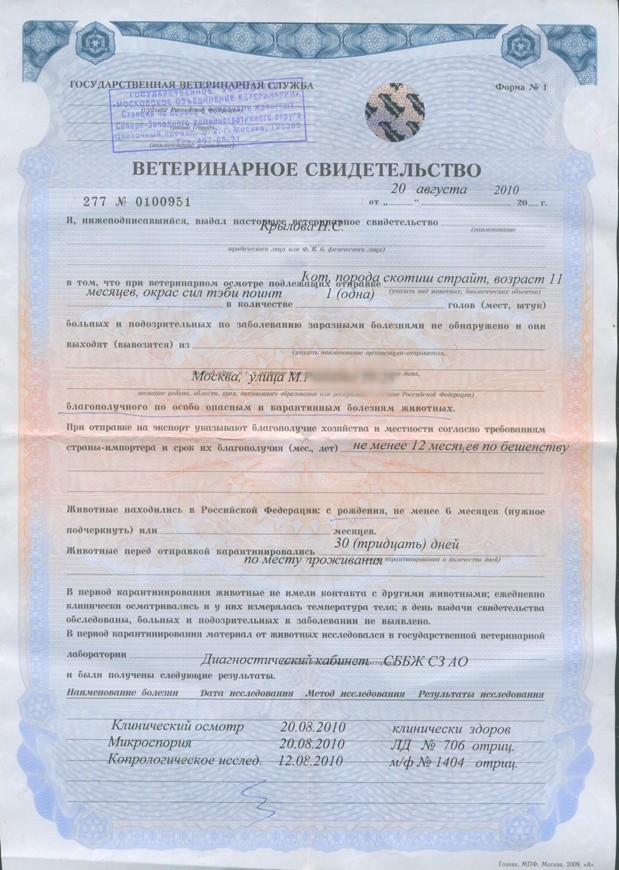 ГОСУДАРСТВЕННАЯ ВЕТЕРИНАРНАЯ СЛУЖБА
Форма № 1
ГОСУДАРСТВЕННОЕ
«МОСКОВСКОЕ ОБЪЕДИНЕНИЕ ВЕТЕРИНАРИИ»
Станция по борьбе с болезнями животных
Северо-Западного административного округа
г. Москва,
ВЕТЕРИНАРНОЕ СВИДЕТЕЛЬСТВО
277 № 0100951
20 августа 2010
от „ “ 20 г.
Я, нижеподписавшийся, выдал настоящее ветеринарное свидетельство
Крылова Н.С.
(наименование
юридического лица или Ф. И. О. физического лица)
Кот, порода скотиш страйт, возраст 11
в том, что при ветеринарном осмотре подлежащих отправке
(указать вид животных, биологических объектов)
месяцев, окрас сил тэби поинт 1 (одна)
в количестве голов (мест, штук)
больных и подозрительных по заболеванию заразными болезнями не обнаружено и они
выходят (вывозятся) из
(указать наименование организации-отправителя,
Москва, улица М.
дома,
название района, области, края, автономного образования или республики Российской Федерации)
благополучного по особо опасным и карантинным болезням животных.
При отправке на экспорт указывают благополучие хозяйства и местности согласно требованиям
страны-импортера и срок их благополучия (мес., лет) не менее 12 месяцев по бешенству
Животные находились в Российской Федерации: с рождения, не менее 6 месяцев (нужное
подчеркнуть) или месяцев.
Животные перед отправкой карантинировались 30 (тридцать) дней
по месту проживания
карантинирования и количество дней)
В период карантинирования животные не имели контакта с другими животными; ежедневно
клинически осматривались и у них измерялась температура тела; в день выдачи свидетельства
обследованы, больных и подозрительных в заболевании не выявлено.
В период карантинирования материал от животных исследовался в государственной ветеринарной
лаборатории
Диагностический кабинет СББЖ СЗ АО
и были получены следующие результаты.
Наименование болезни Дата исследования Метод исследования Результаты исследования
Клинический осмотр 20.08.2010 клинически здоров
Микроспория 20.08.2010 ЛД № 706 отриц.
Копрологическое исслед. 12.08.2010 м/ф № 1404 отриц.
Гознак, МПФ, Москва, 2009, «А».